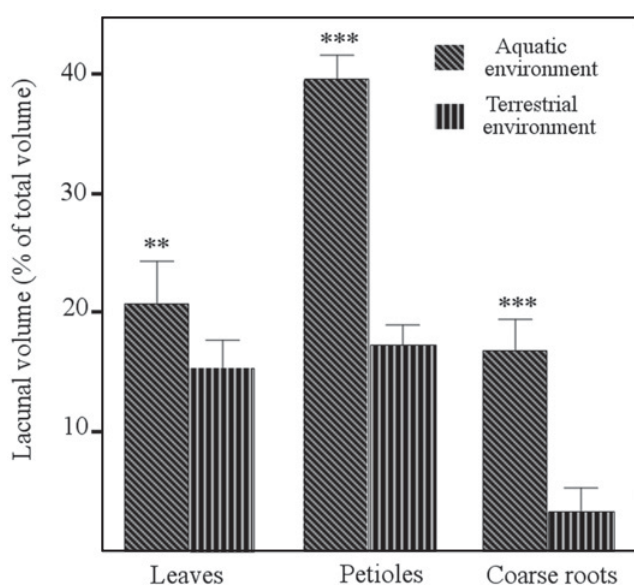 Lacunal volume (% of total volume)
40
30
20
10
**
***
***
Aquatic
environment
Terrestrial
environment
Leaves
Petioles
Coarse roots